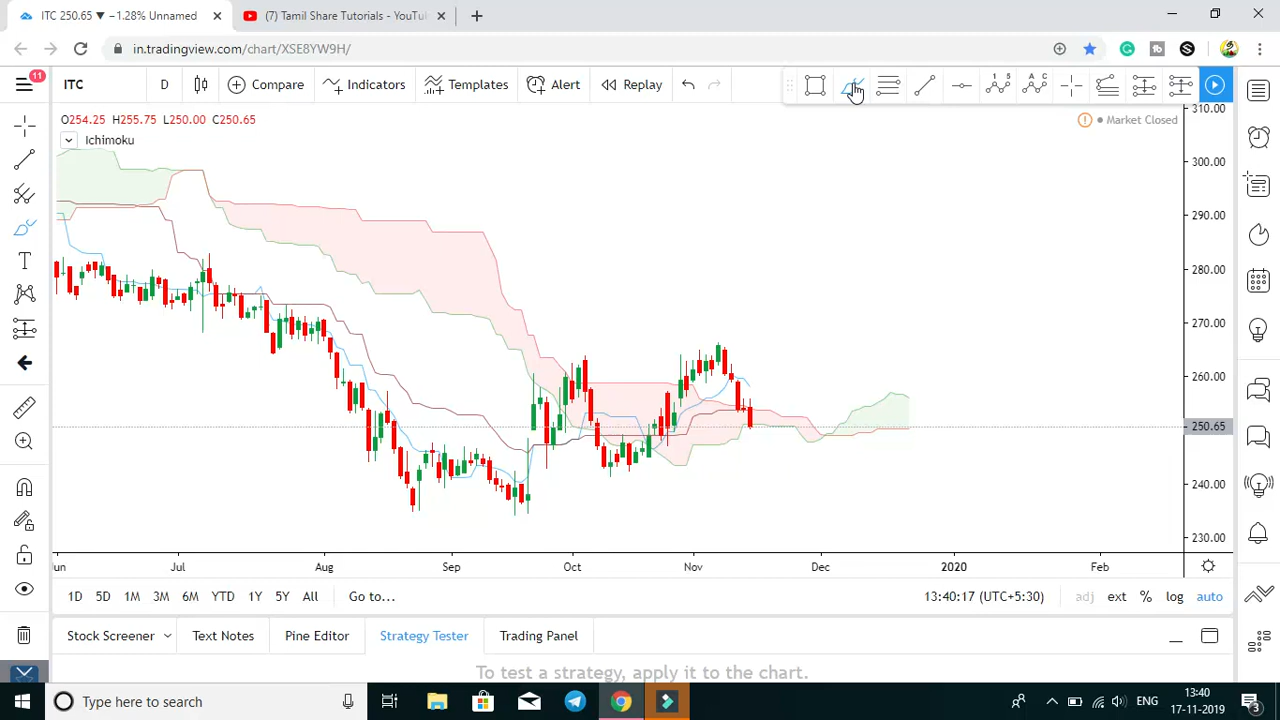 ITC 250.65 ▼ −1.28% Unnamed
(7) Tamil Share Tutorials - YouTu
in.tradingview.com/chart/XSE8YW9H/
11
ITC
D
Compare
Indicators
Templates
Alert
Replay
1 5
A C
O254.25 H255.75 L250.00 C250.65
Market Closed
Ichimoku
310.00
300.00
290.00
280.00
270.00
260.00
250.65
240.00
230.00
T
un
Jul
Aug
Sep
Oct
Nov
Dec
2020
Feb
1D 5D 1M 3M 6M YTD 1Y 5Y All Go to...
13:40:17 (UTC+5:30) adj ext % log auto
Stock Screener
Text Notes
Pine Editor
Strategy Tester
Trading Panel
To test a strategy, apply it to the chart.
Type here to search
ENG
13:40
17-11-2019
3